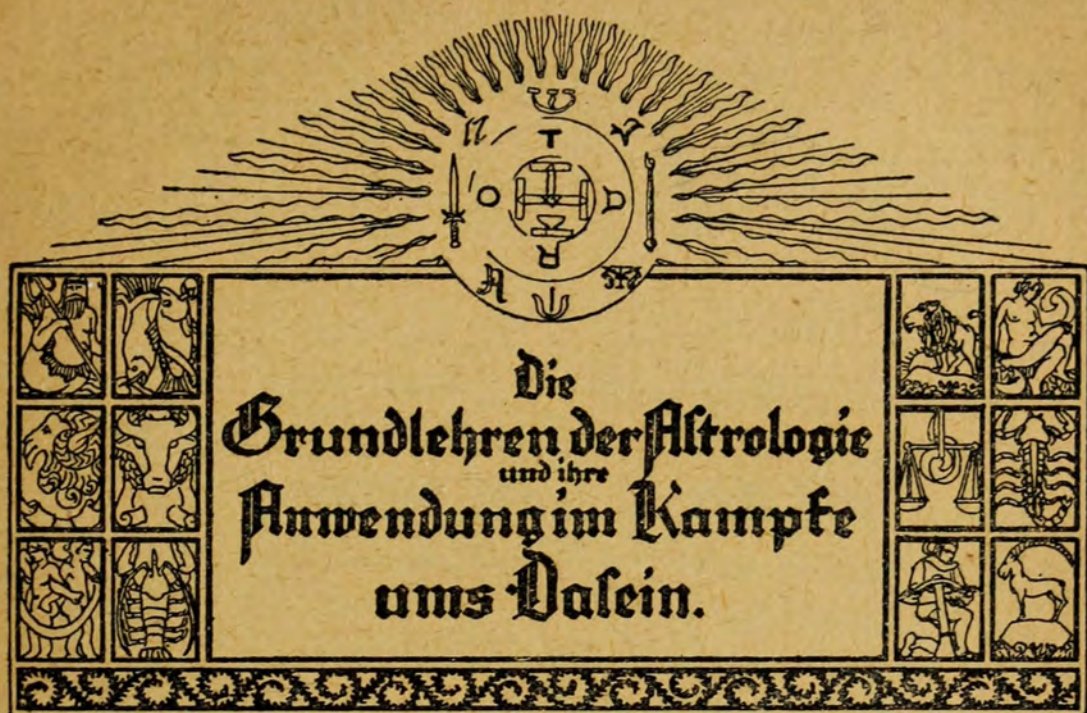 T
O
R
Die
Grundlehren der Astrologie
und ihre
Anwendung im Kampfe
ums Dasein.